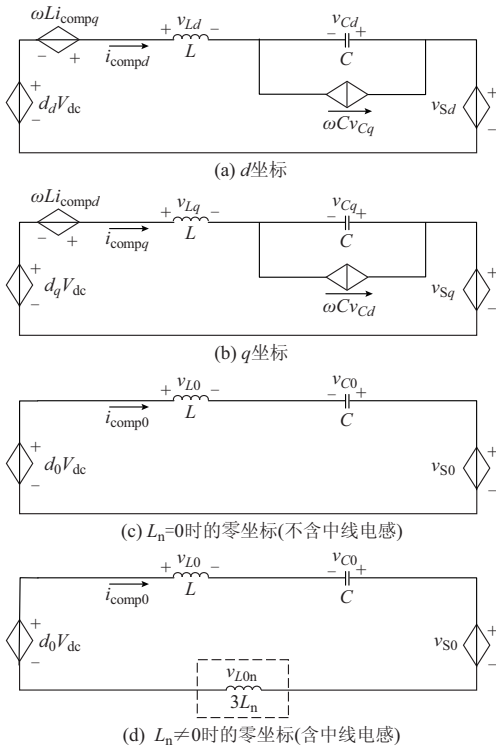 ωLi_compq
v_Ld
v_Cd
− +
+ −
− +
i_compd
L
C
+ d_dV_dc −
ωCv_Cq
v_Sd + −
(a) d坐标
ωLi_compd
v_Lq
v_Cq
− +
+ −
− +
i_compq
L
C
+ d_qV_dc −
ωCv_Cd
v_Sq + −
(b) q坐标
v_L0
v_C0
+ −
− +
i_comp0
L
C
+ d_0V_dc −
v_S0 + −
(c) L_n=0时的零坐标(不含中线电感)
v_L0
v_C0
+ −
− +
i_comp0
L
C
+ d_0V_dc −
v_S0 + −
v_L0n
3L_n
(d) L_n≠0时的零坐标(含中线电感)